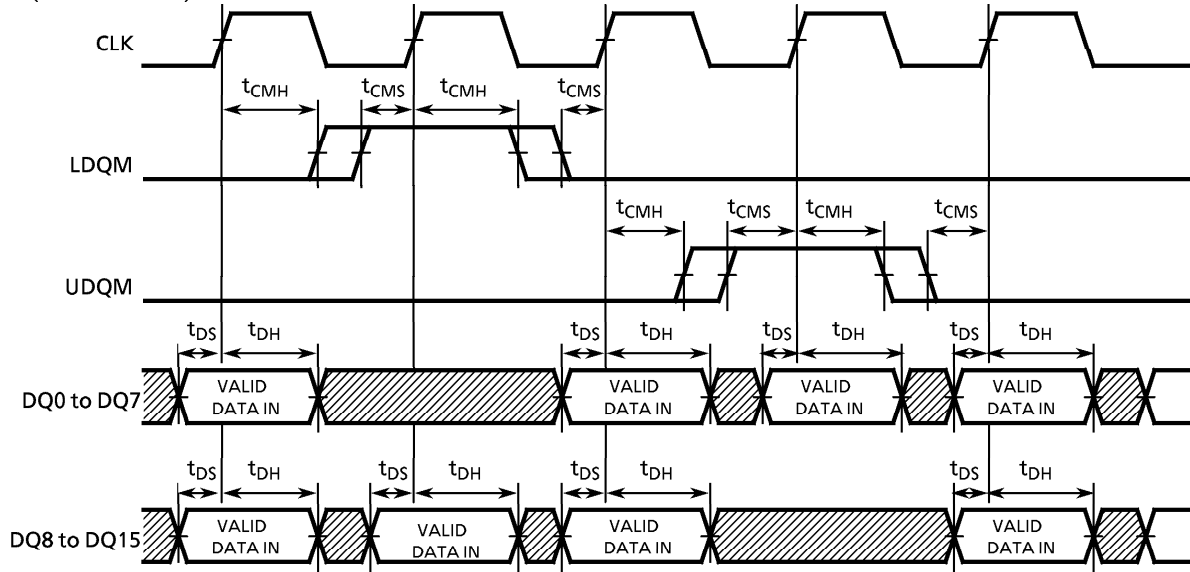 CLK
tCMH tCMS tCMH tCMS
LDQM
tCMH tCMS tCMH tCMS
UDQM
tDS tDH tDS tDH tDS tDH tDS tDH
DQ0 to DQ7
VALID DATA IN
VALID DATA IN
VALID DATA IN
VALID DATA IN
tDS tDH tDS tDH tDS tDH tDS tDH
DQ8 to DQ15
VALID DATA IN
VALID DATA IN
VALID DATA IN
VALID DATA IN